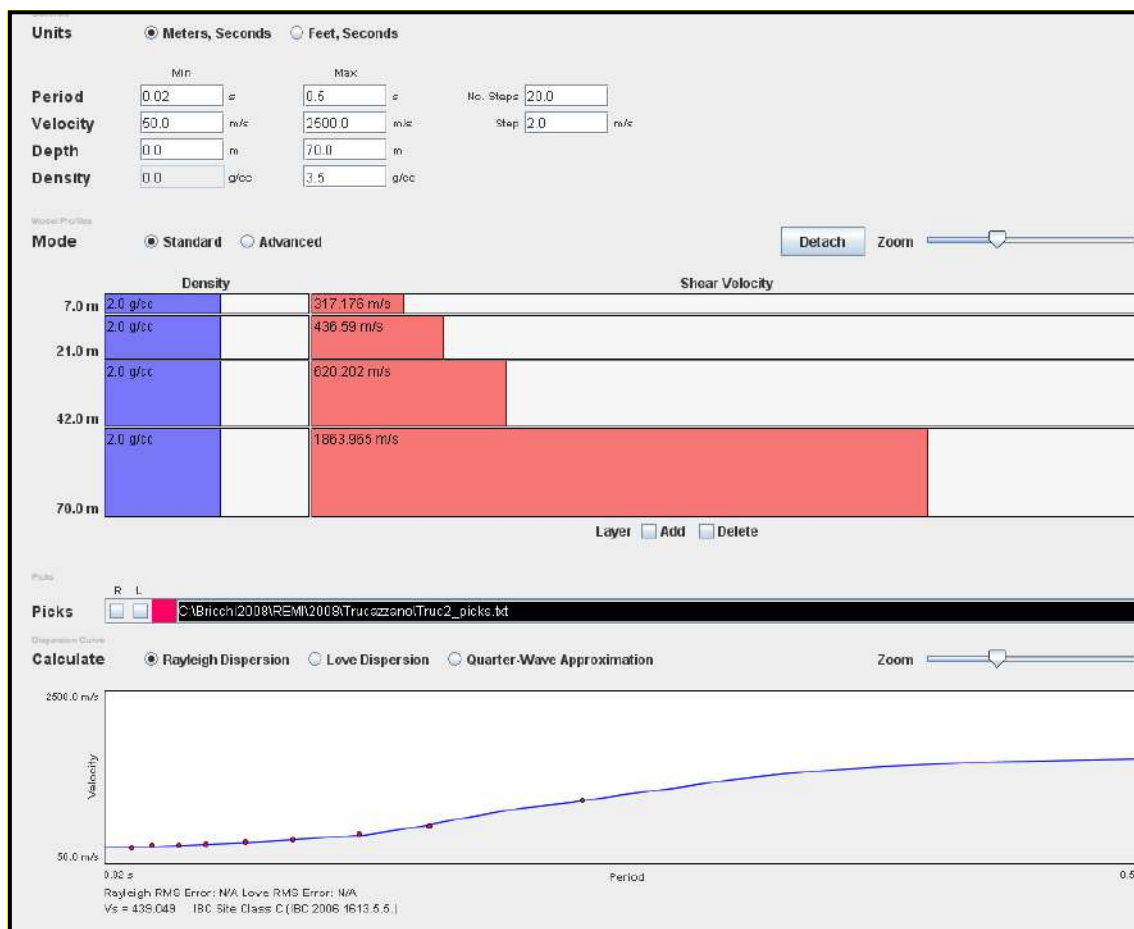 Units Meters, Seconds Feet, Seconds
Min Max
Period 0.02 s 0.5 s No. Steps 20.0
Velocity 50.0 m/s 2500.0 m/s Step 2.0 m/s
Depth 0.0 m 70.0 m
Density 0.0 g/cc 3.5 g/cc
Model Profiles
Mode Standard Advanced Detach Zoom
Density Shear Velocity
7.0 m 2.0 g/cc 317.176 m/s
2.0 g/cc 436.59 m/s
21.0 m
2.0 g/cc 620.202 m/s
42.0 m
2.0 g/cc 1863.965 m/s
70.0 m
Layer Add Delete
Picks
R L
Picks C:\Bricchi2008\REMI\2008\Trucazzano\Truc2_picks.txt
Dispersion Curve
Calculate Rayleigh Dispersion Love Dispersion Quarter-Wave Approximation Zoom
2500.0 m/s
Velocity
50.0 m/s
0.02 s Period 0.5
Rayleigh RMS Error: N/A Love RMS Error: N/A
Vs = 439.049 IBC Site Class C (IBC 2006 1613.5.5.)